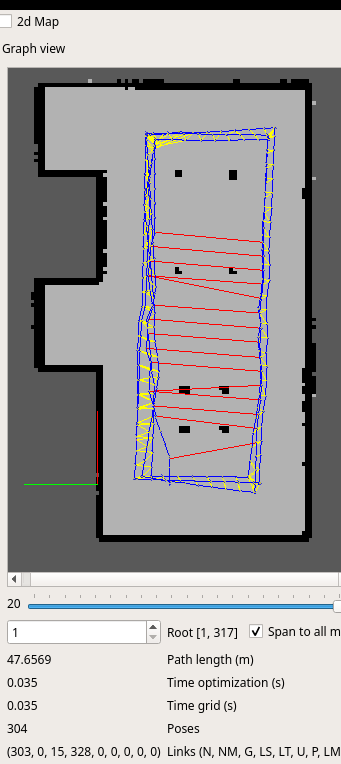 2d Map
Graph view
20
1 Root [1, 317] Span to all m
47.6569 Path length (m)
0.035 Time optimization (s)
0.035 Time grid (s)
304 Poses
(303, 0, 15, 328, 0, 0, 0, 0, 0) Links (N, NM, G, LS, LT, U, P, LM